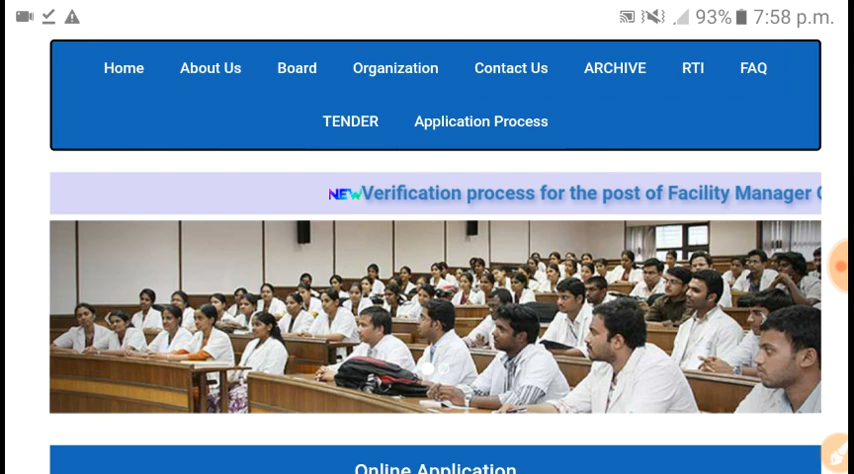 93% 7:58 p.m.
Home About Us Board Organization Contact Us ARCHIVE RTI FAQ
TENDER Application Process
NEW Verification process for the post of Facility Manager
Online Application